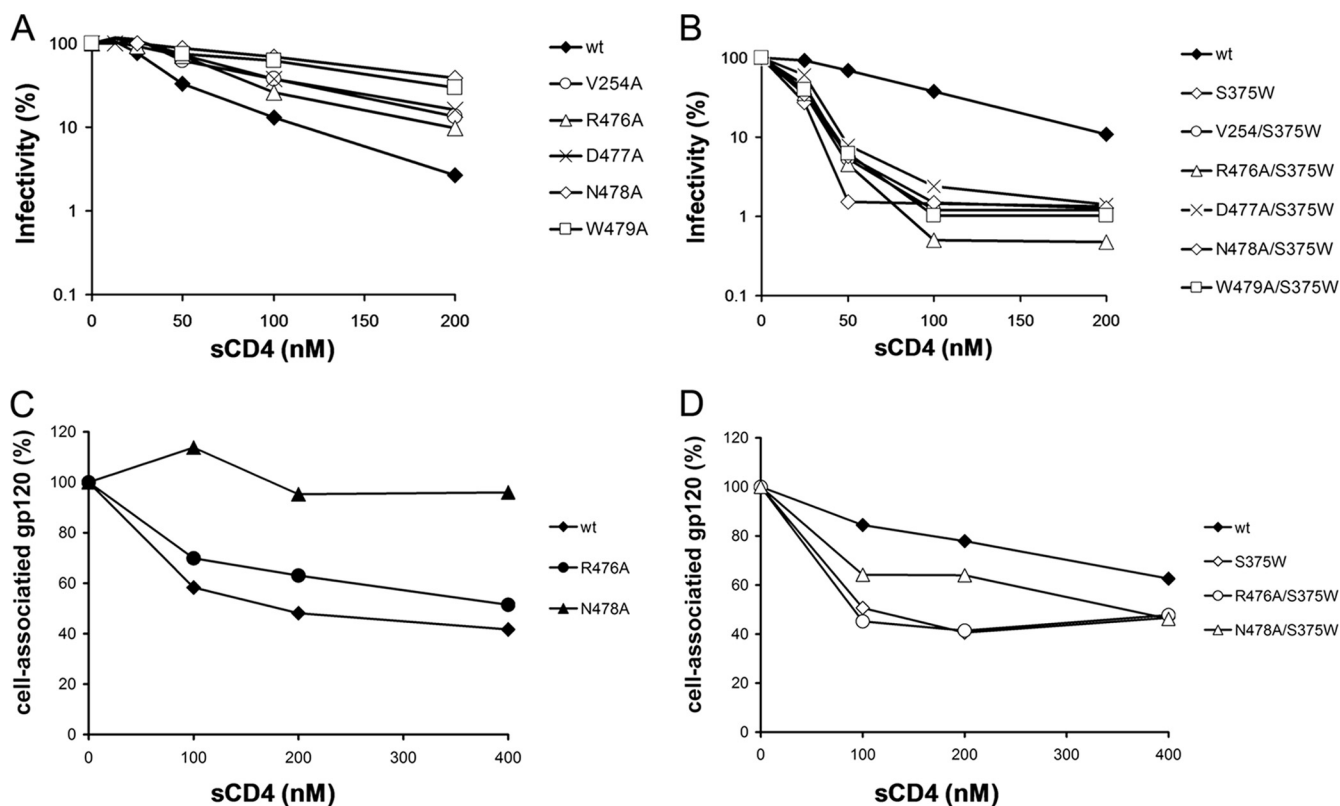 A
Infectivity (%)
100
10
1
0.1
0
50
100
150
200
sCD4 (nM)
wt
V254A
R476A
D477A
N478A
W479A
B
Infectivity (%)
100
10
1
0.1
0
50
100
150
200
sCD4 (nM)
wt
S375W
V254/S375W
R476A/S375W
D477A/S375W
N478A/S375W
W479A/S375W
C
cell-associatied gp120 (%)
120
100
80
60
40
20
0
0
100
200
300
400
sCD4 (nM)
wt
R476A
N478A
D
cell-associatied gp120 (%)
120
100
80
60
40
20
0
0
100
200
300
400
sCD4 (nM)
wt
S375W
R476A/S375W
N478A/S375W